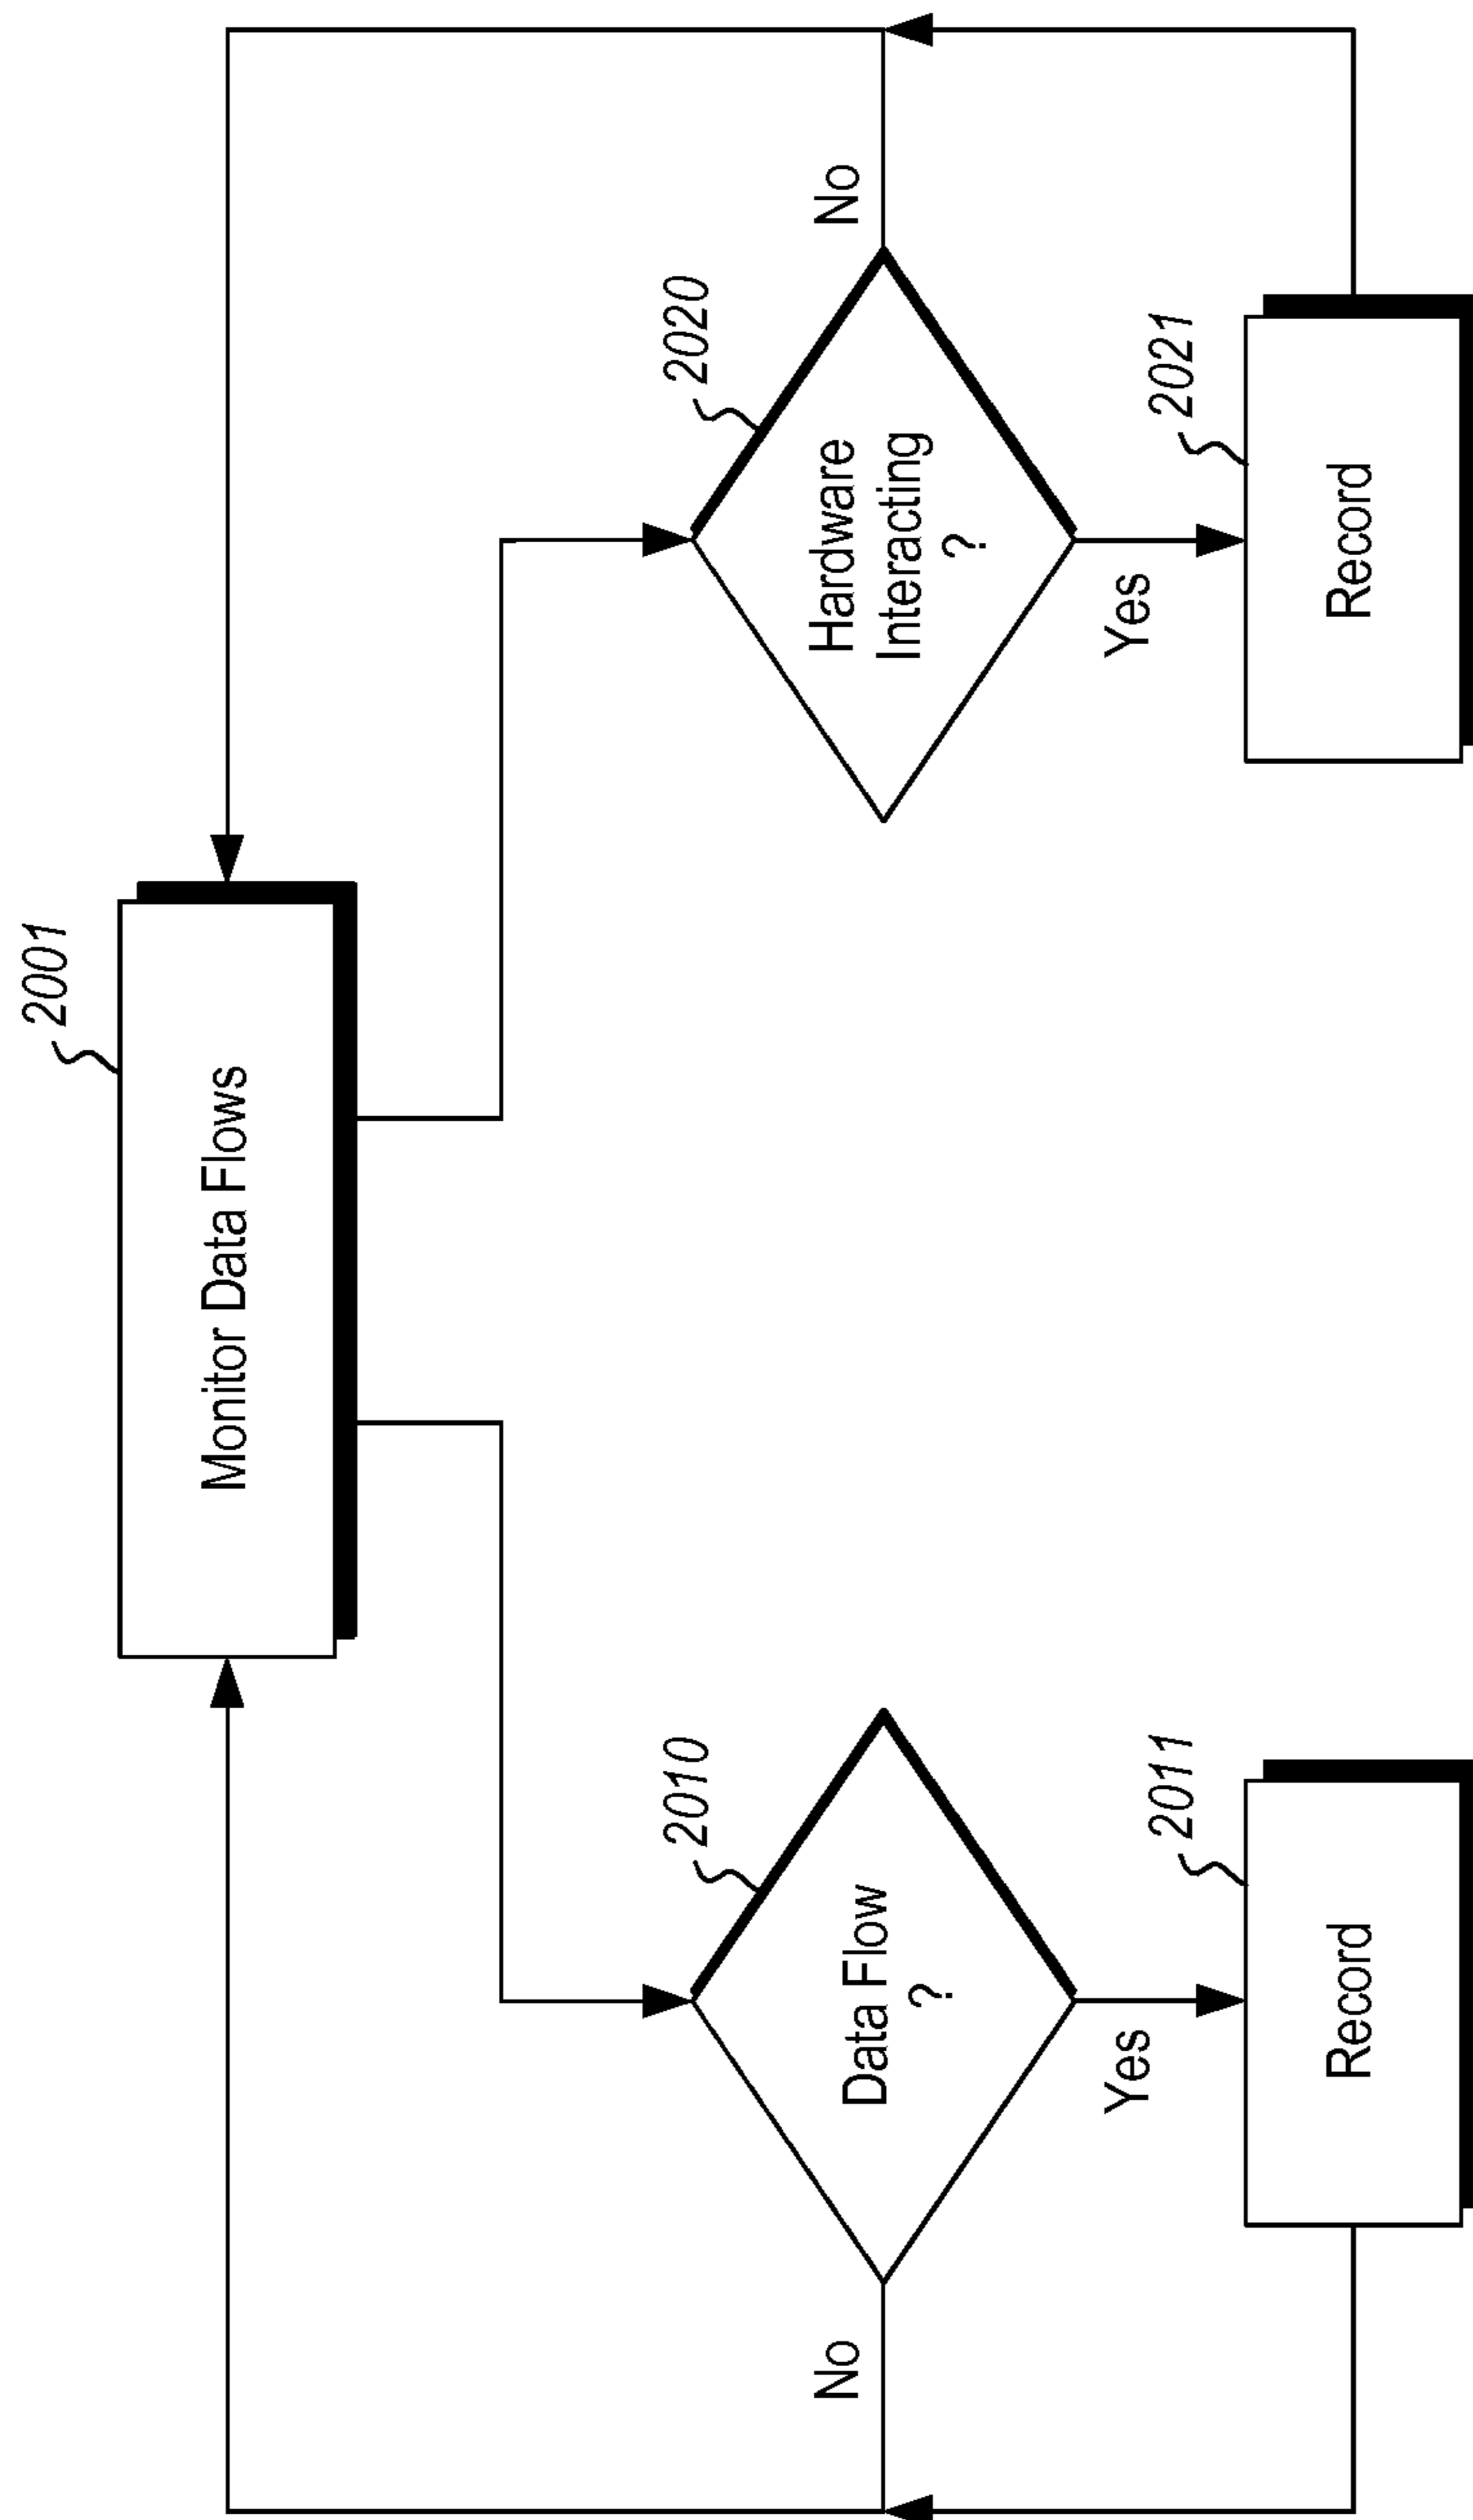 2001
Monitor Data Flows
2010
Data Flow
?
No
Yes
2011
Record
2020
Hardware
Interacting
?
No
Yes
2021
Record